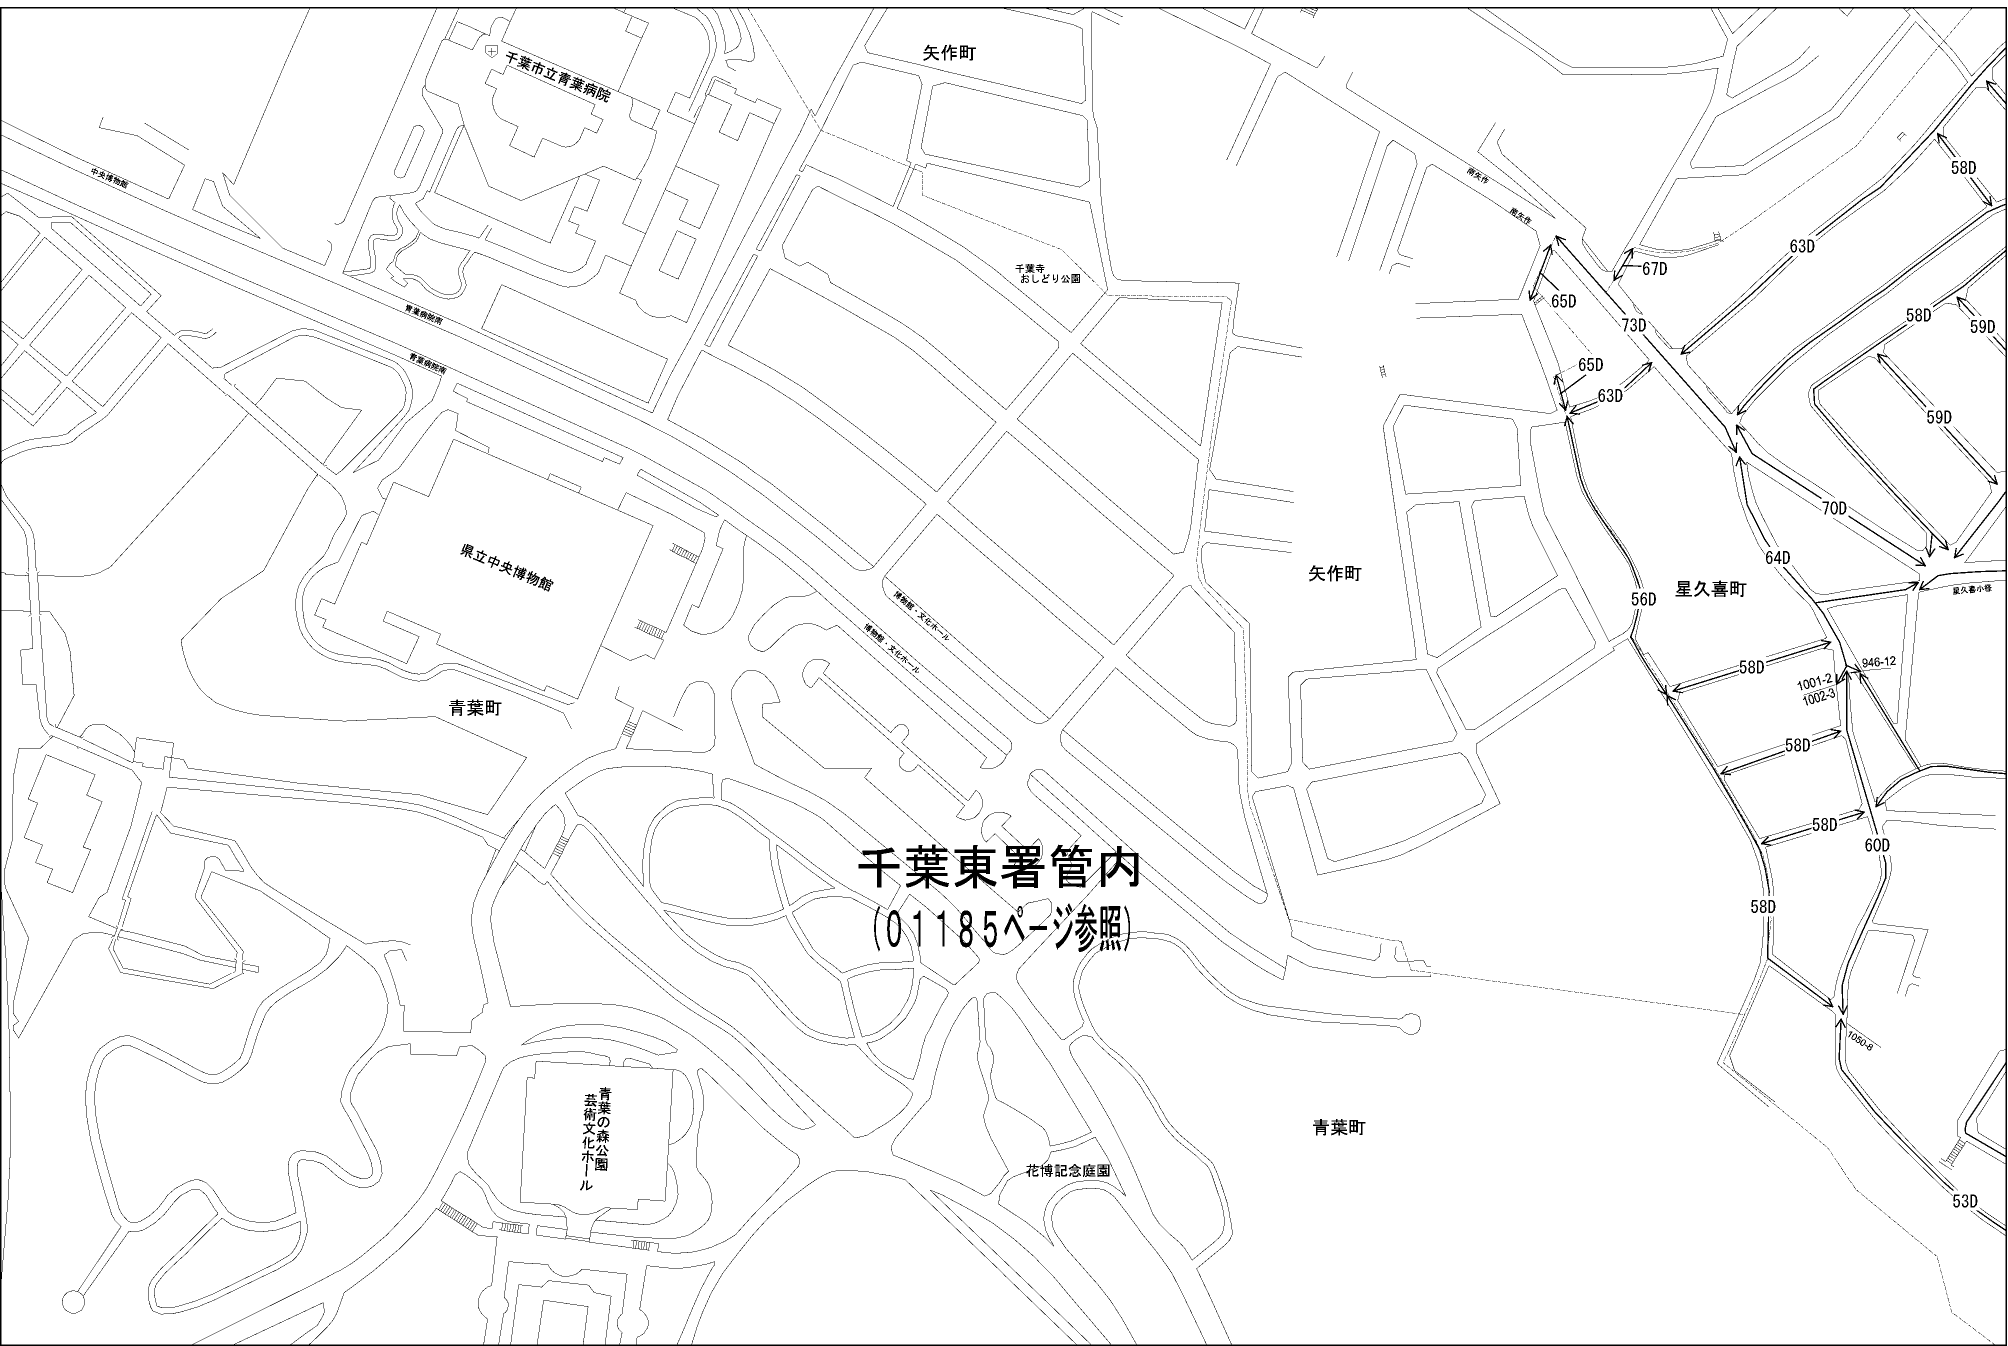 矢作町
千葉市立青葉病院
中央博物館
南矢作
南矢作
58D
63D
67D
千葉寺
おしどり公園
65D
73D
58D
59D
青葉病院南
青葉病院南
65D
63D
59D
70D
県立中央博物館
64D
矢作町
星久喜町
星久喜小様
56D
博物館・文化ホール
博物館・文化ホール
58D
946-12
1001-2
1002-3
青葉町
58D
58D
60D
千葉東署管内
(01185ページ参照)
58D
1050-8
青葉の森公園
芸術文化ホール
青葉町
花博記念庭園
53D